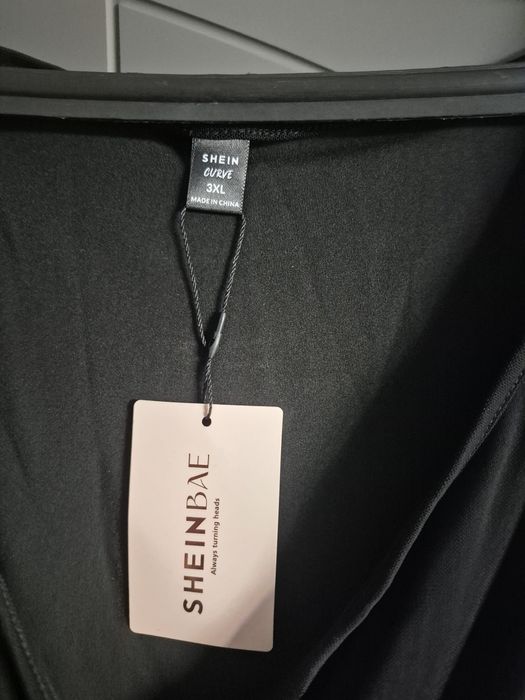 SHEIN
CURVE
3XL
MADE IN CHINA
SHEINBAE
Always turning heads